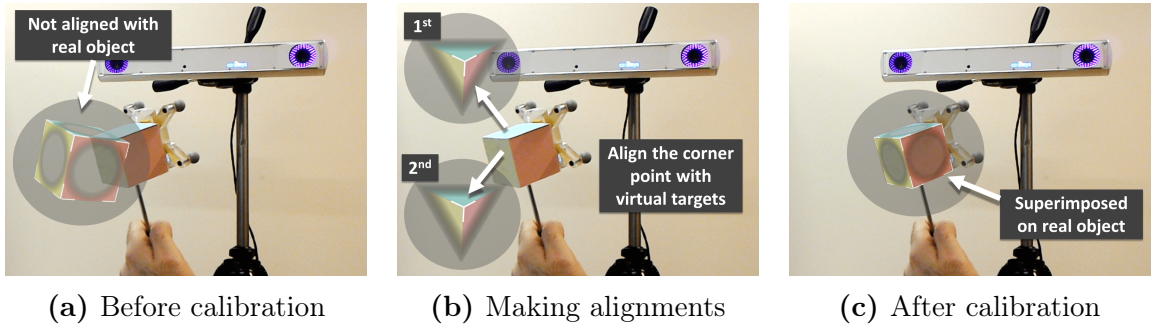 Not aligned with
real object
1st
2nd
Align the corner
point with
virtual targets
Superimposed
on real object
(a) Before calibration
(b) Making alignments
(c) After calibration